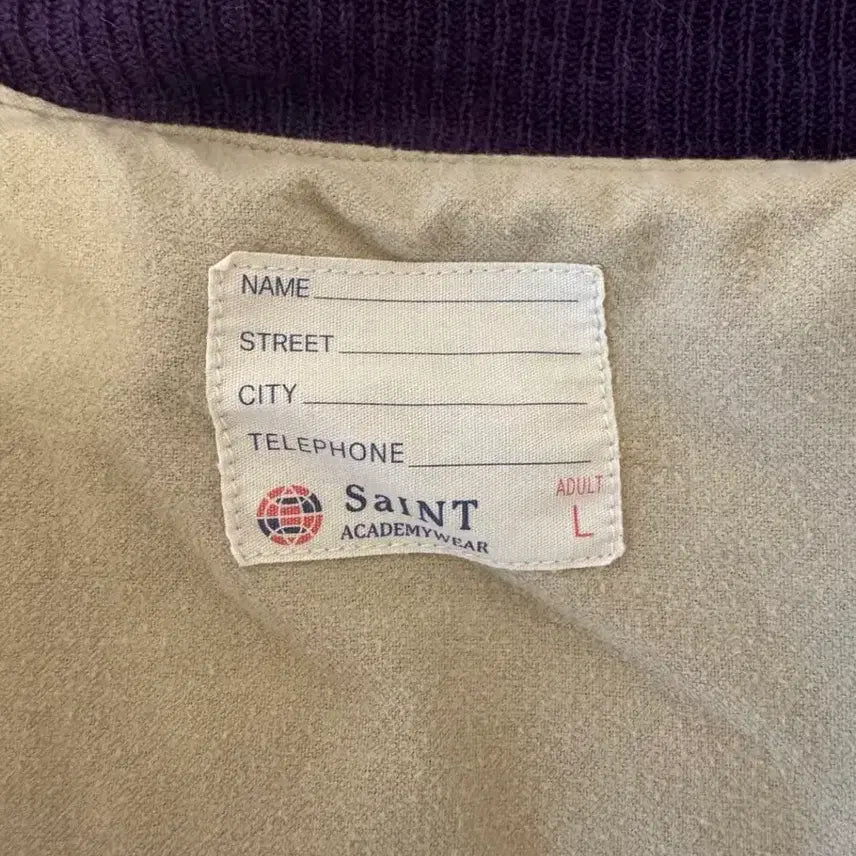 NAME
STREET
CITY
TELEPHONE
SaINT
ACADEMYWEAR
ADULT
L